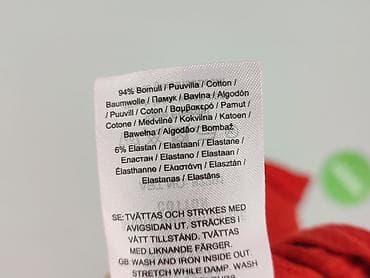 94% Bomull / Puuvilla / Cotton /
Baumwolle / Памук / Bavlna / Algodón
/ Puuvill / Coton / Βαμβακερό / Pamut /
Cotone / Medvilnė / Kokvilna / Katoen /
Bawełna / Algodão / Bombaž
6% Elastan / Elastaani / Elastane /
Еластан / Elastano / Elastaan /
Élasthanne / Ελαστάνη / Elasztán /
Elastanas / Elastāns
SE: TVÄTTAS OCH STRYKES MED
AVIGSIDAN UT. STRÄCKES I
VÅTT TILLSTÅND. TVÄTTAS
MED LIKNANDE FÄRGER.
GB: WASH AND IRON INSIDE OUT.
STRETCH WHILE DAMP. WASH